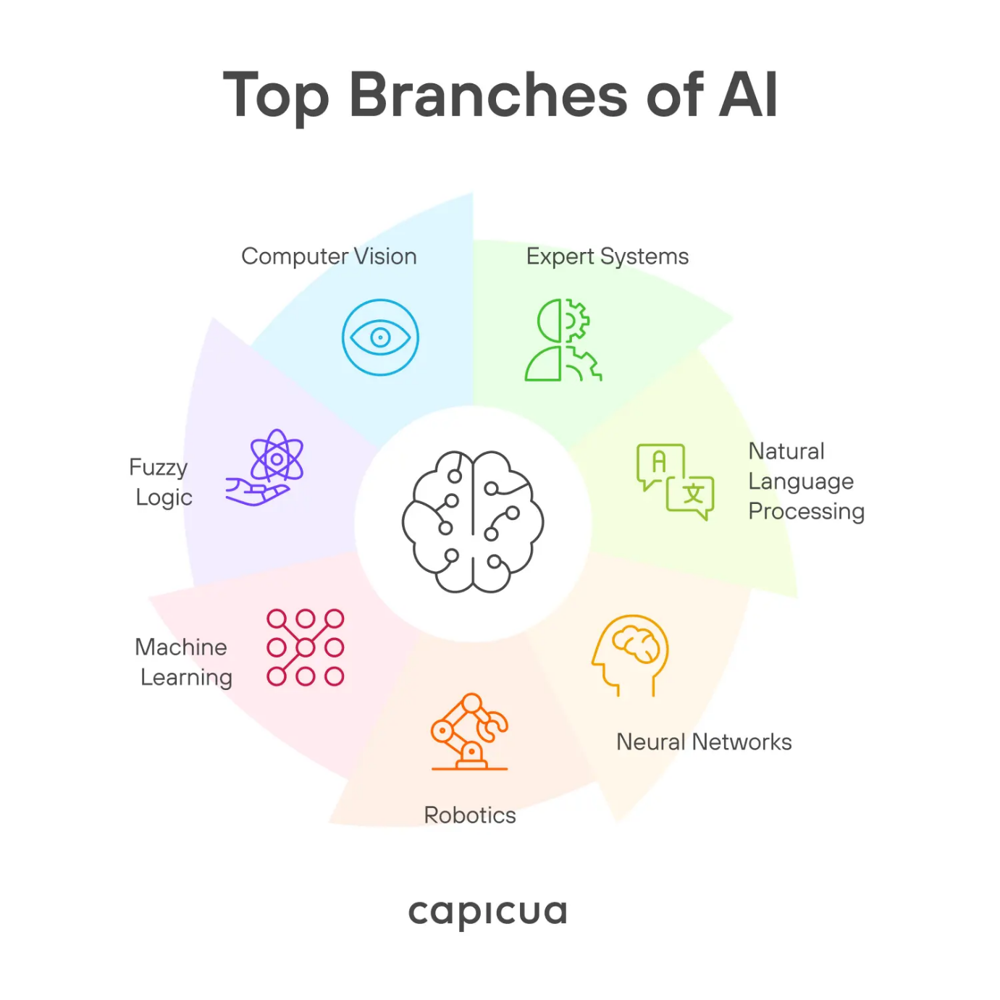 Top Branches of AI
Computer Vision
Expert Systems
Natural
Language
Processing
A
文
Fuzzy
Logic
Machine
Learning
Neural Networks
Robotics
capicua